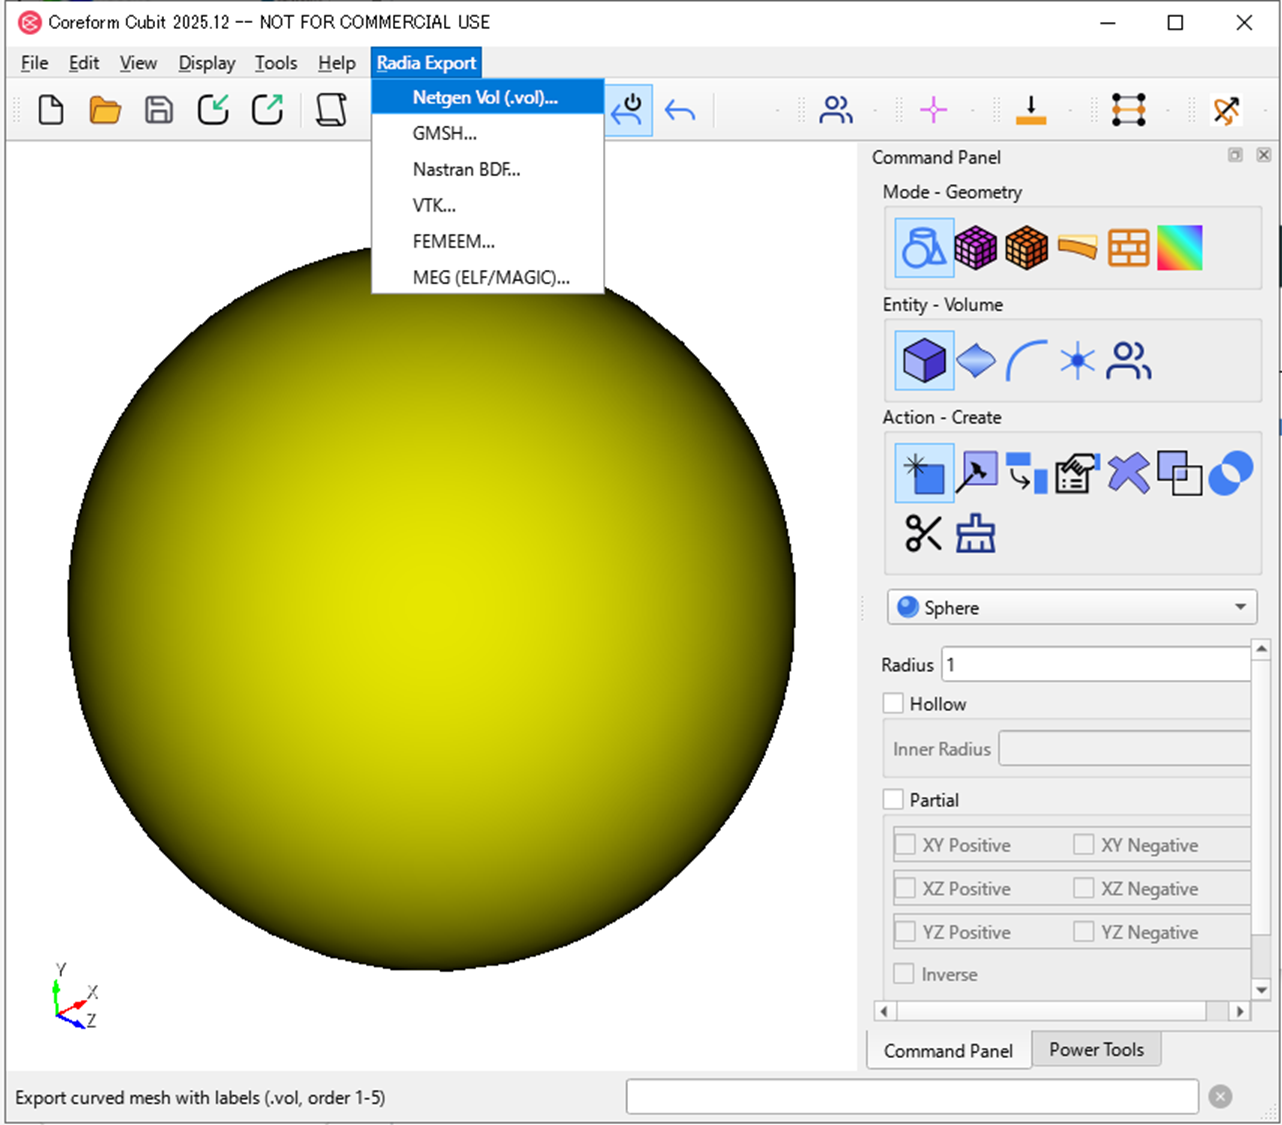 Coreform Cubit 2025.12 -- NOT FOR COMMERCIAL USE
File Edit View Display Tools Help Radia Export
Netgen Vol (.vol)...
GMSH...
Nastran BDF...
VTK...
FEMEEM...
MEG (ELF/MAGIC)...
Command Panel
Mode - Geometry
Entity - Volume
Action - Create
Sphere
Radius 1
Hollow
Inner Radius
Partial
XY Positive XY Negative
XZ Positive XZ Negative
YZ Positive YZ Negative
Inverse
Y
X
Z
Command Panel Power Tools
Export curved mesh with labels (.vol, order 1-5)